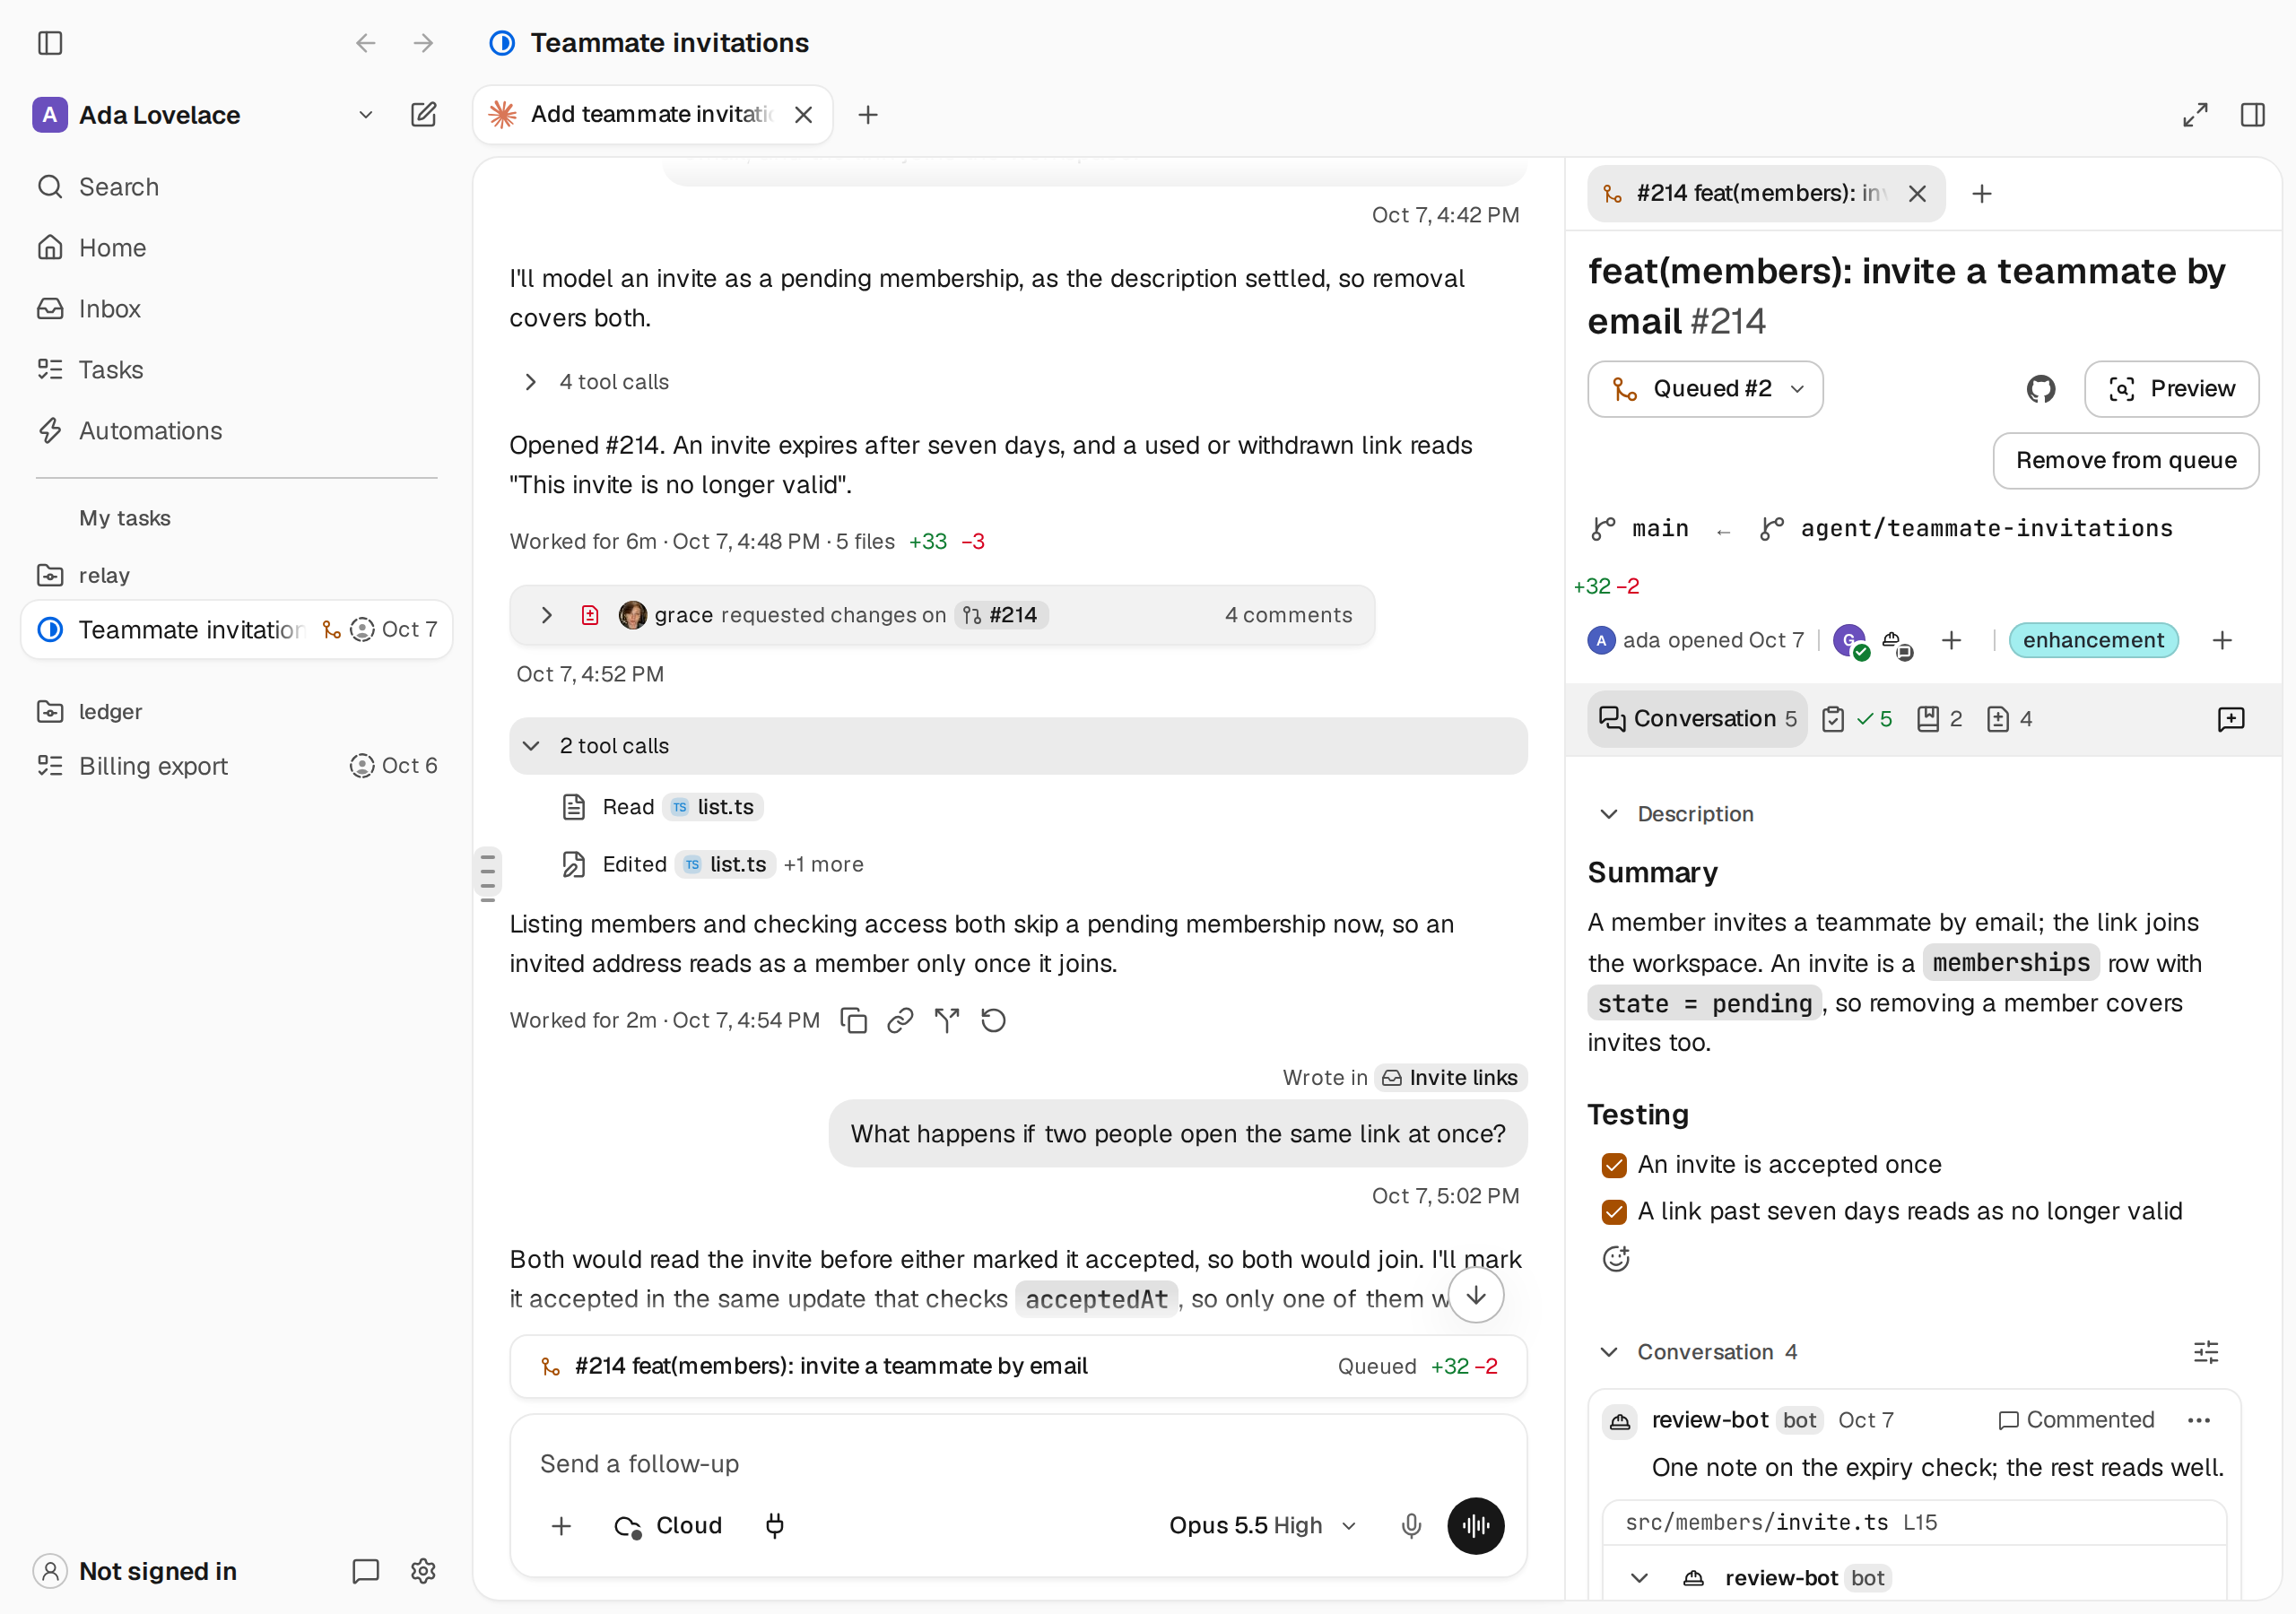 Teammate invitations
A Ada Lovelace
Add teammate invitati
Search
Home
Inbox
Tasks
Automations
My tasks
relay
Teammate invitation Oct 7
ledger
Billing export Oct 6
Not signed in
Oct 7, 4:42 PM
I'll model an invite as a pending membership, as the description settled, so removal
covers both.
4 tool calls
Opened #214. An invite expires after seven days, and a used or withdrawn link reads
"This invite is no longer valid".
Worked for 6m · Oct 7, 4:48 PM · 5 files +33 −3
grace requested changes on #214 4 comments
Oct 7, 4:52 PM
2 tool calls
Read TS list.ts
Edited TS list.ts +1 more
Listing members and checking access both skip a pending membership now, so an
invited address reads as a member only once it joins.
Worked for 2m · Oct 7, 4:54 PM
Wrote in Invite links
What happens if two people open the same link at once?
Oct 7, 5:02 PM
Both would read the invite before either marked it accepted, so both would join. I'll mark
it accepted in the same update that checks acceptedAt, so only one of them
#214 feat(members): invite a teammate by email Queued +32 −2
Send a follow-up
Cloud Opus 5.5 High
#214 feat(members): in
feat(members): invite a teammate by
email #214
Queued #2 Preview
Remove from queue
main ← agent/teammate-invitations
+32 −2
A ada opened Oct 7 G enhancement
Conversation 5 5 2 4
Description
Summary
A member invites a teammate by email; the link joins
the workspace. An invite is a memberships row with
state = pending, so removing a member covers
invites too.
Testing
An invite is accepted once
A link past seven days reads as no longer valid
Conversation 4
review-bot bot Oct 7 Commented
One note on the expiry check; the rest reads well.
src/members/invite.ts L15
review-bot bot